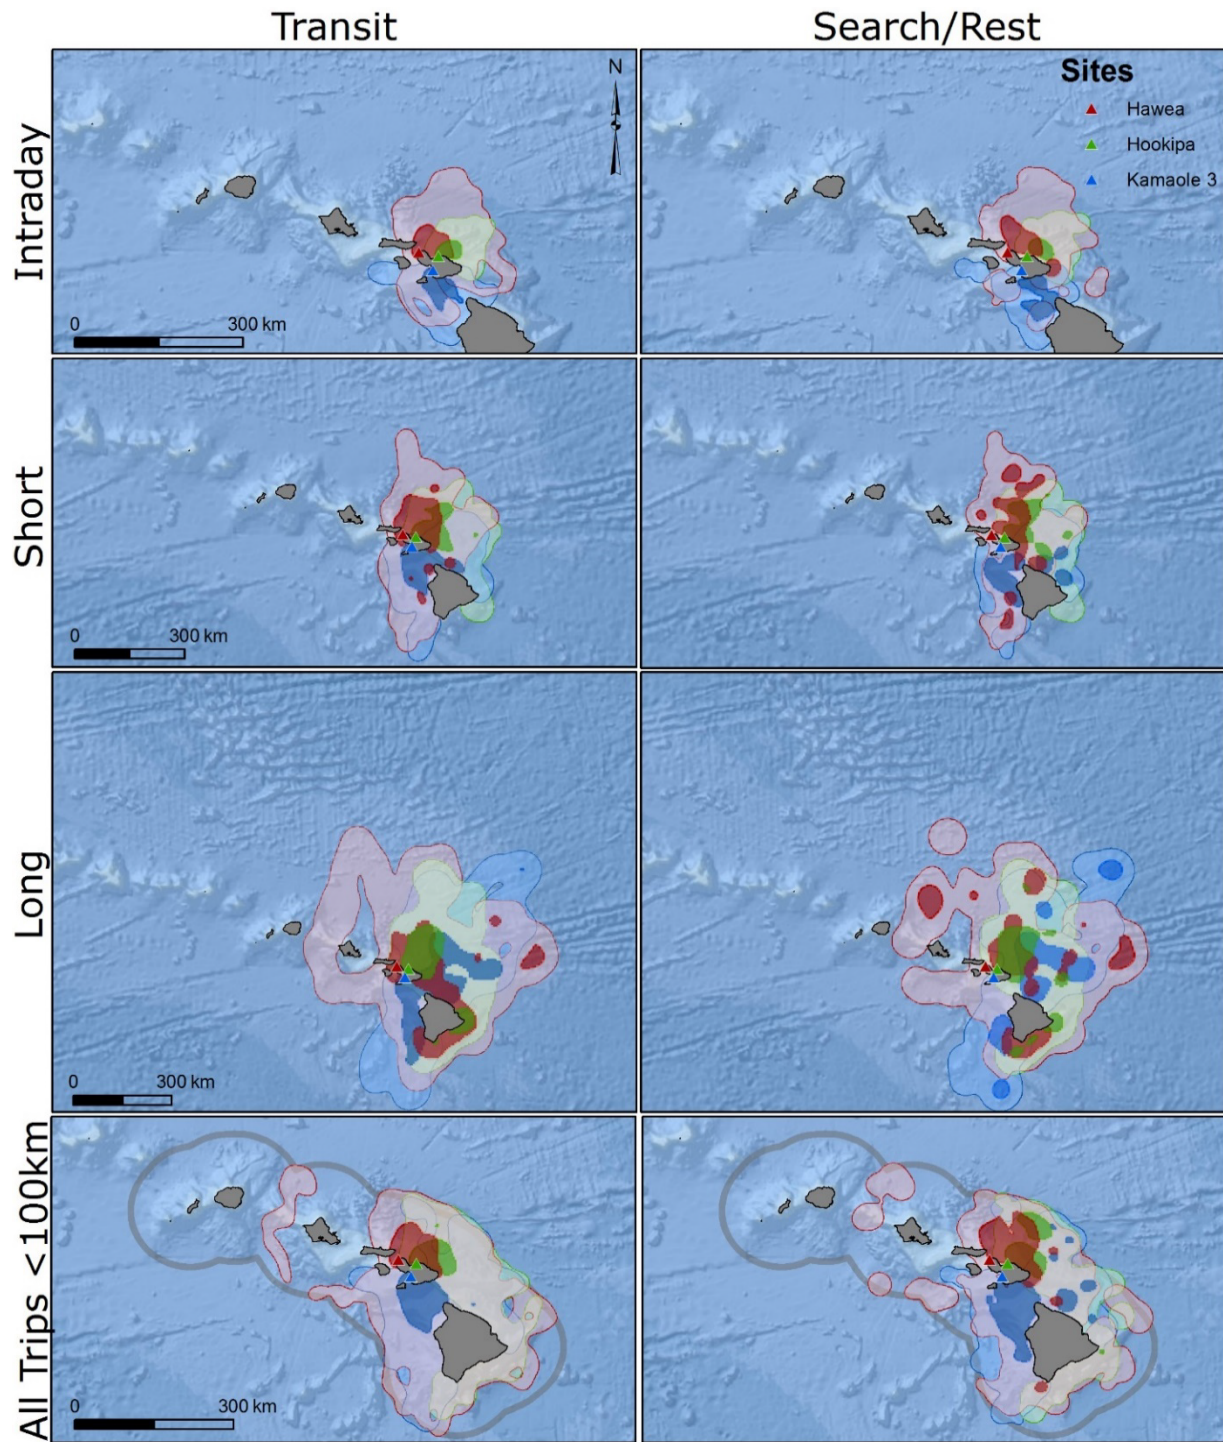 Transit
Search/Rest
Intraday
N
Sites
Hawea
Hookipa
Kamaole 3
0 300 km
Short
0 300 km
Long
0 300 km
All Trips <100km
0 300 km